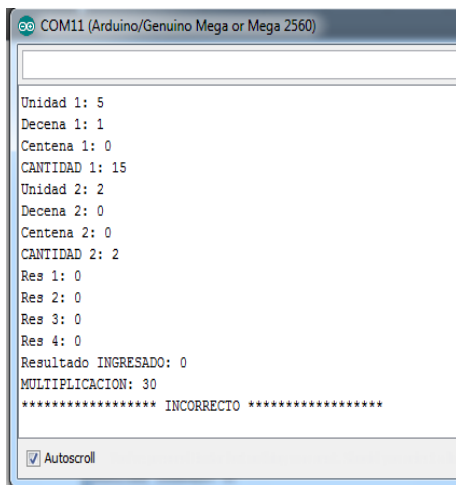 COM11 (Arduino/Genuino Mega or Mega 2560)
Unidad 1: 5
Decena 1: 1
Centena 1: 0
CANTIDAD 1: 15
Unidad 2: 2
Decena 2: 0
Centena 2: 0
CANTIDAD 2: 2
Res 1: 0
Res 2: 0
Res 3: 0
Res 4: 0
Resultado INGRESADO: 0
MULTIPLICACION: 30
****************** INCORRECTO ******************
Autoscroll